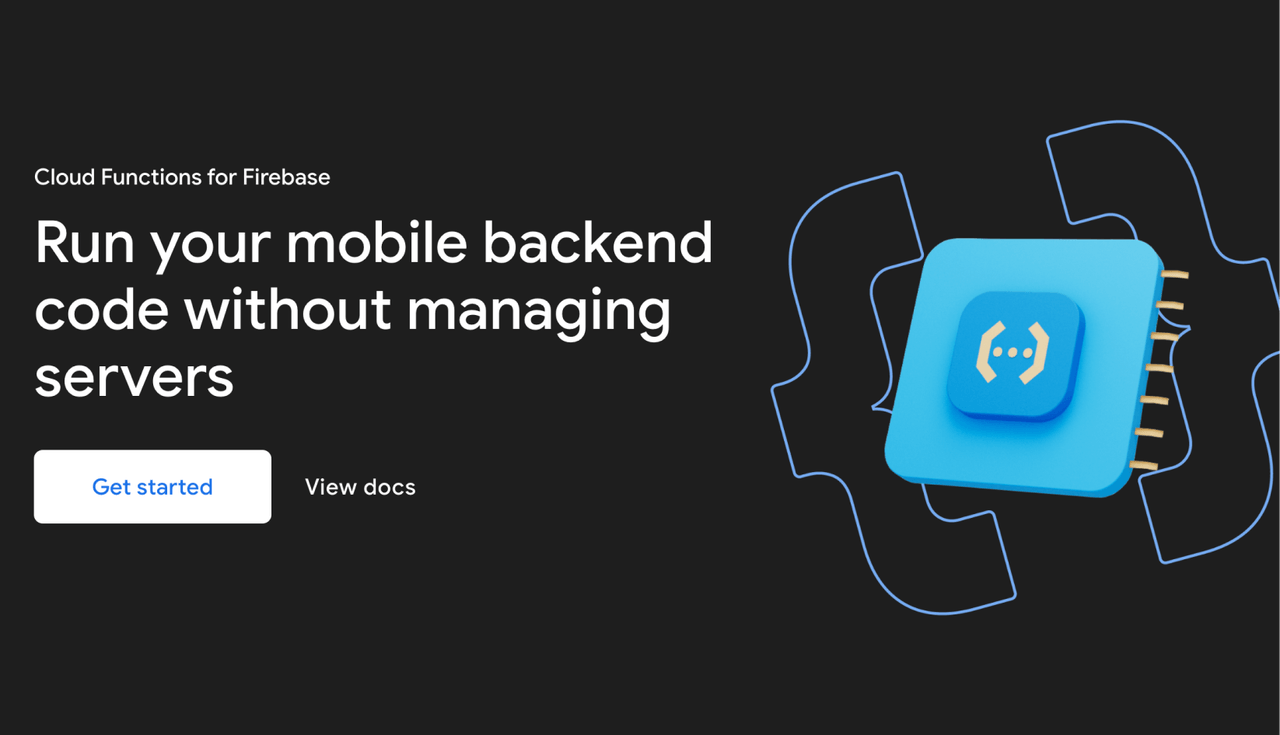 Cloud Functions for Firebase
Run your mobile backend
code without managing
servers
Get started
View docs